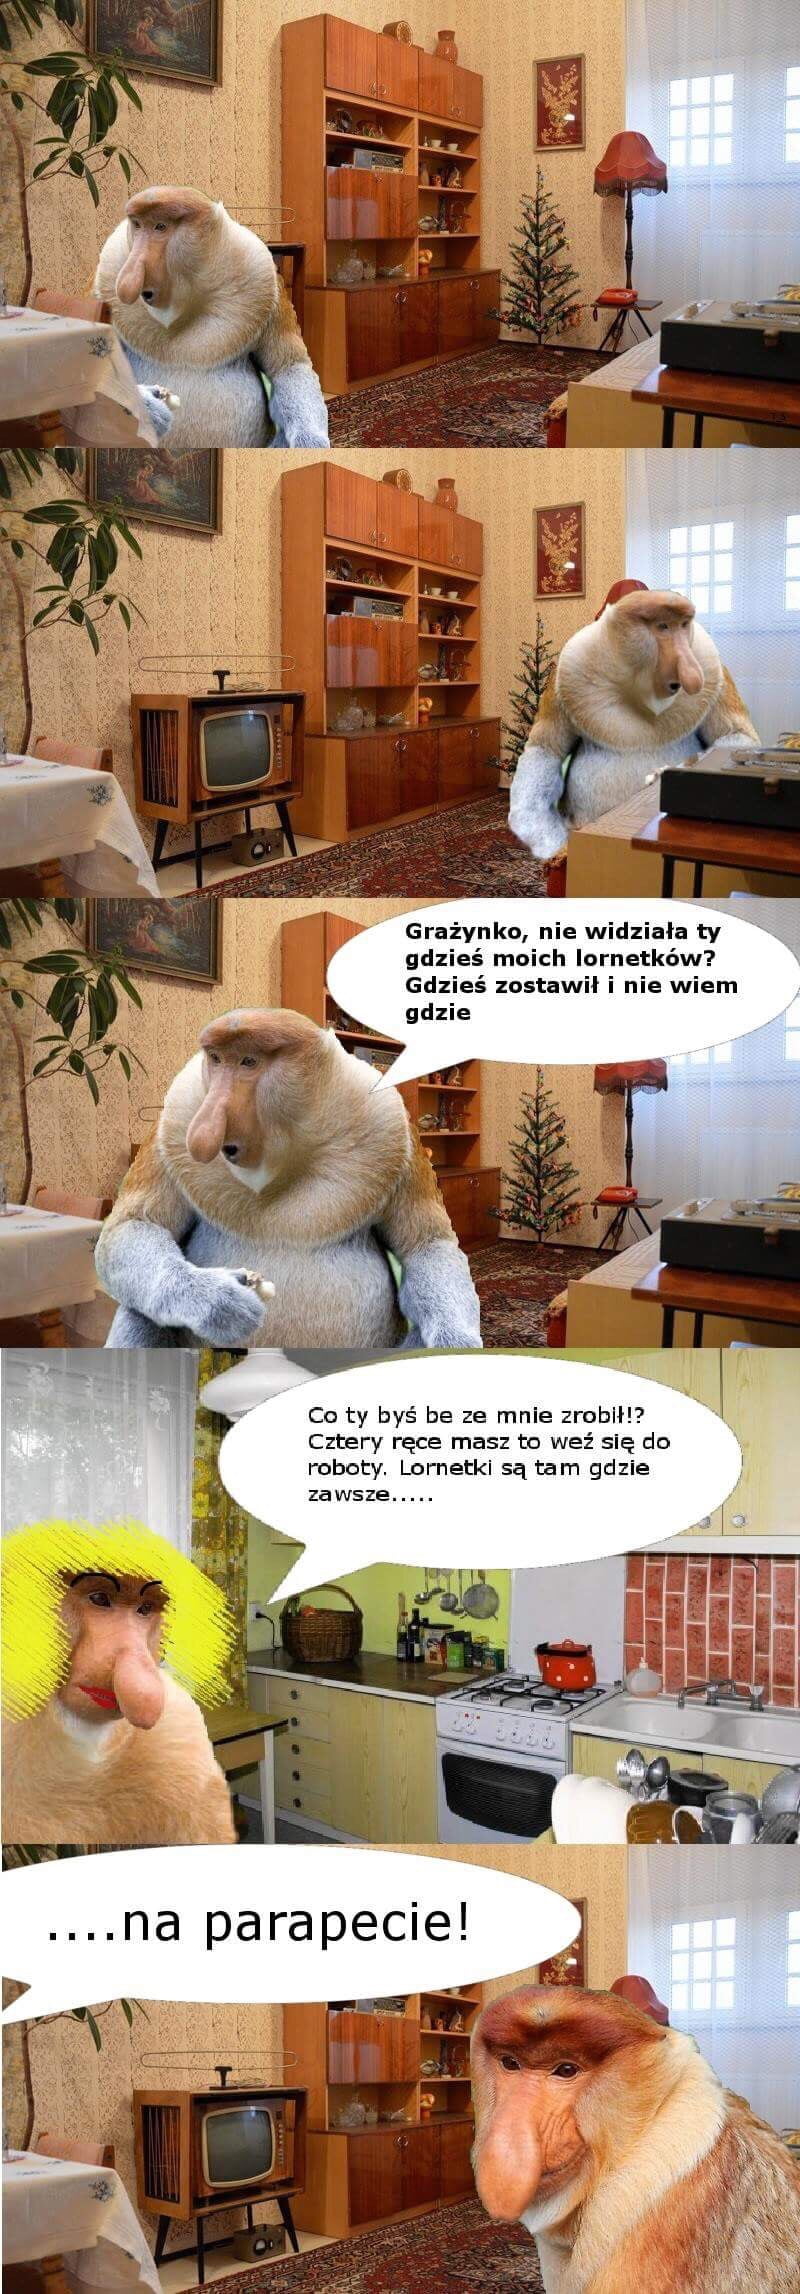 Grażynko, nie widziała ty
gdzieś moich lornetków?
Gdzieś zostawił i nie wiem
gdzie
Co ty byś be ze mnie zrobił!?
Cztery ręce masz to weź się do
roboty. Lornetki są tam gdzie
zawsze.....
....na parapecie!